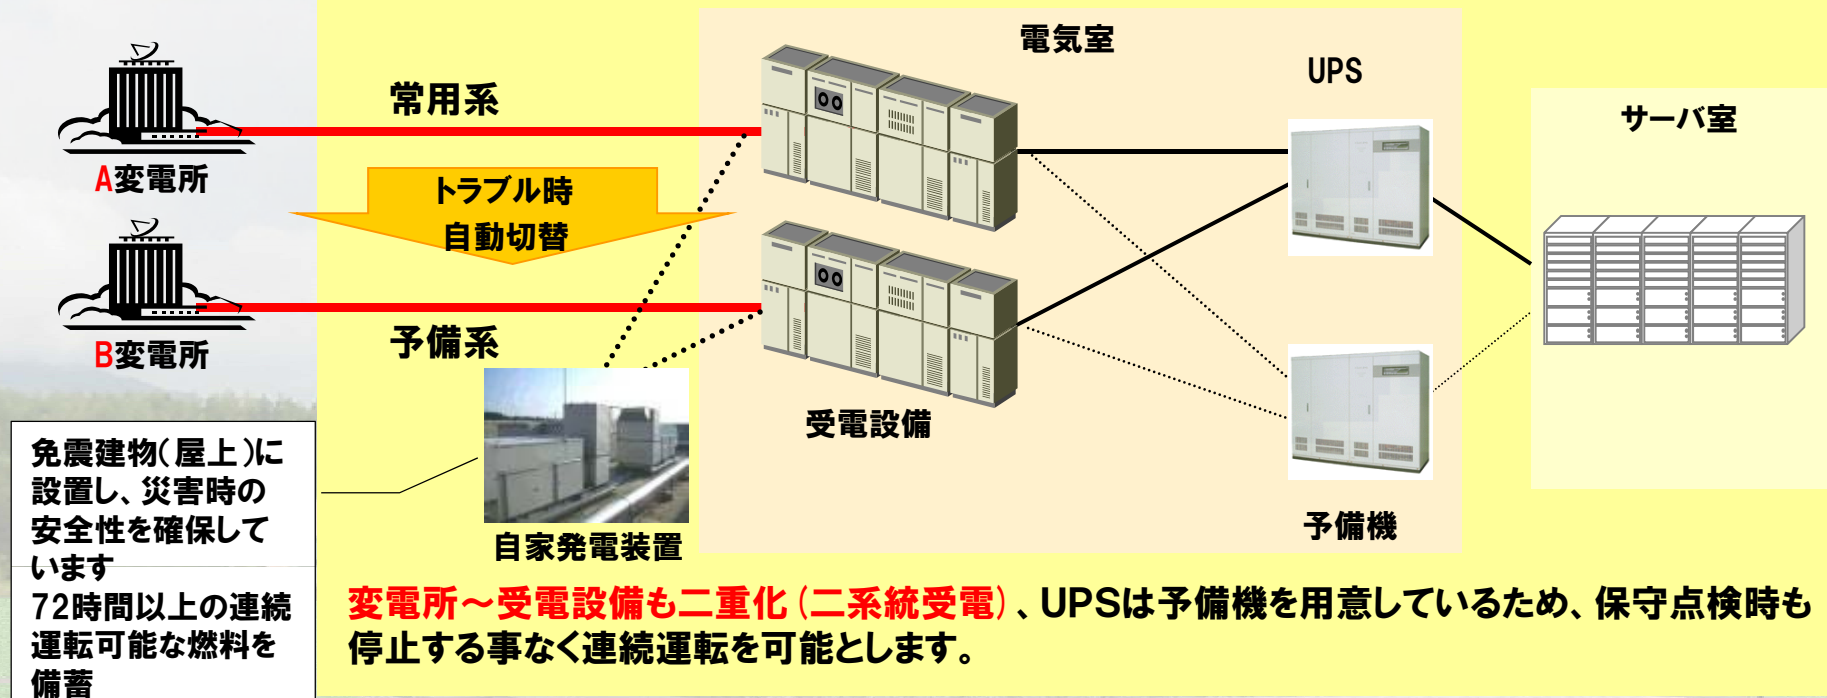 電気室
UPS
常用系
サーバ室
A変電所
トラブル時
自動切替
B変電所
予備系
受電設備
免震建物(屋上)に
設置し、災害時の
安全性を確保して
います
72時間以上の連続
運転可能な燃料を
備蓄
自家発電装置
予備機
変電所～受電設備も二重化(二系統受電)、UPSは予備機を用意しているため、保守点検時も
停止する事なく連続運転を可能とします。